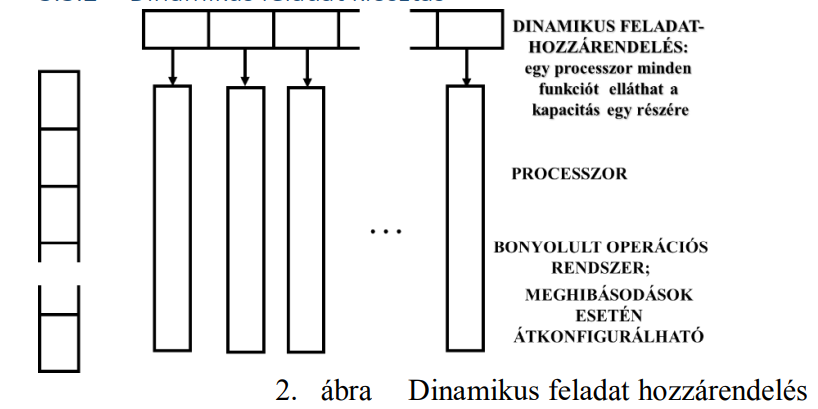 DINAMIKUS FELADAT-
HOZZÁRENDELÉS:
egy processzor minden
funkciót elláthat a
kapacitás egy részére
PROCESSZOR
BONYOLULT OPERÁCIÓS
RENDSZER;
MEGHIBÁSODÁSOK
ESETÉN
ÁTKONFIGURÁLHATÓ
...
2. ábra Dinamikus feladat hozzárendelés